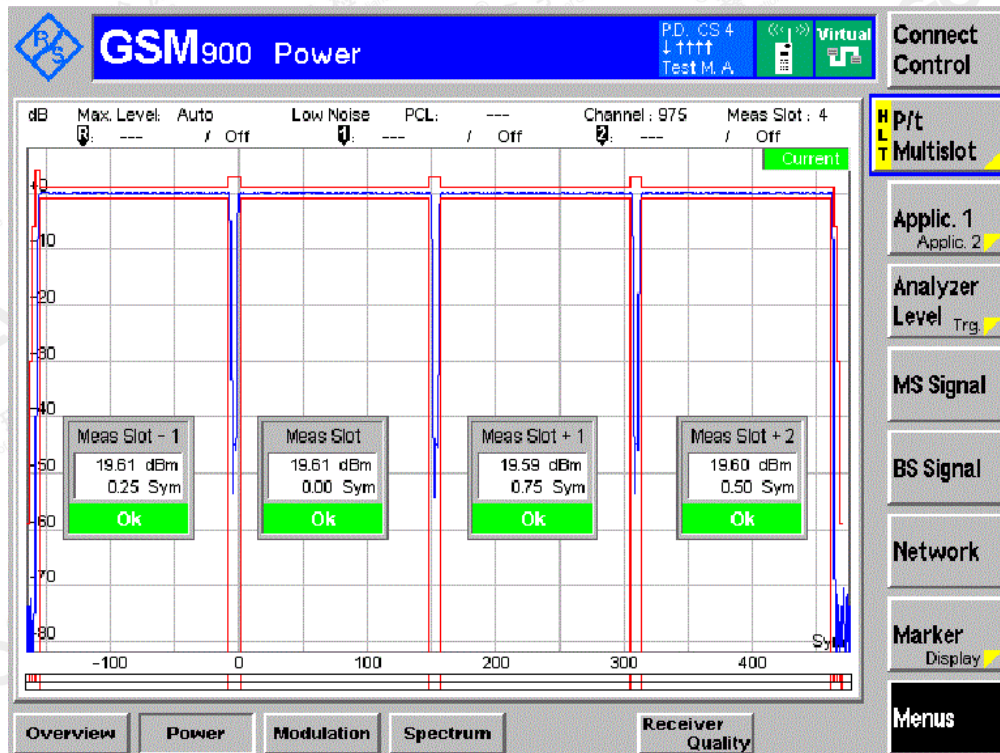 R S
GSM900 Power
P.D. CS 4
Test M. A.
Virtual
Connect Control
dB Max. Level: Auto Low Noise PCL: --- Channel : 975 Meas Slot : 4
R: --- / Off 1: --- / Off 2: --- / Off
Current
HLT
P/t Multislot
Applic. 1
Applic. 2
Analyzer Level
Trg.
MS Signal
BS Signal
Network
Marker
Display
Menus
+0
-10
-20
-30
-40
-50
-60
-70
-80
Meas Slot - 1
19.61 dBm
0.25 Sym
Ok
Meas Slot
19.61 dBm
0.00 Sym
Ok
Meas Slot + 1
19.59 dBm
0.75 Sym
Ok
Meas Slot + 2
19.60 dBm
0.50 Sym
Ok
-100 0 100 200 300 400
Overview Power Modulation Spectrum Receiver Quality